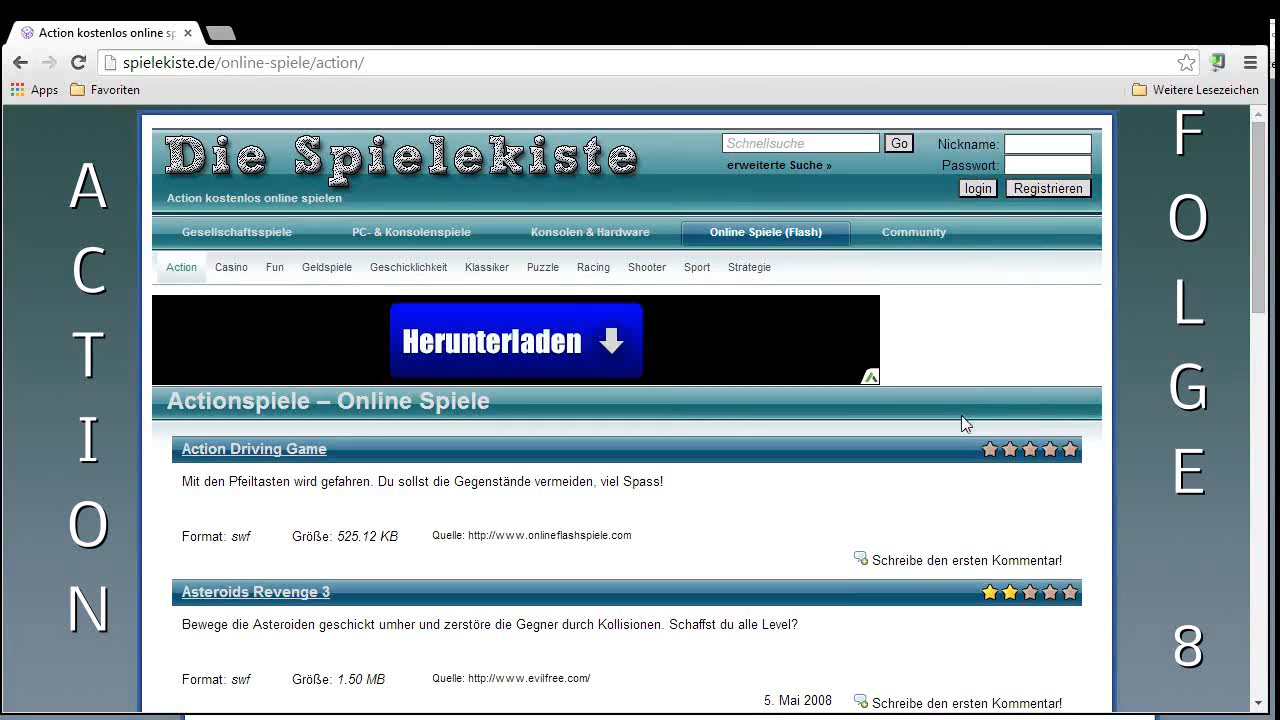 Action kostenlos online sp
spielekiste.de/online-spiele/action/
Apps Favoriten Weitere Lesezeichen
ACTION
FOLGE 8
Die Spielekiste
Action kostenlos online spielen
Schnellsuche Go
erweiterte Suche »
Nickname:
Passwort:
login Registrieren
Gesellschaftsspiele PC- & Konsolenspiele Konsolen & Hardware Online Spiele (Flash) Community
Action Casino Fun Geldspiele Geschicklichkeit Klassiker Puzzle Racing Shooter Sport Strategie
Herunterladen
Actionspiele – Online Spiele
Action Driving Game
Mit den Pfeiltasten wird gefahren. Du sollst die Gegenstände vermeiden, viel Spass!
Format: swf Größe: 525.12 KB Quelle: http://www.onlineflashspiele.com
Schreibe den ersten Kommentar!
Asteroids Revenge 3
Bewege die Asteroiden geschickt umher und zerstöre die Gegner durch Kollisionen. Schaffst du alle Level?
Format: swf Größe: 1.50 MB Quelle: http://www.evilfree.com/
5. Mai 2008 Schreibe den ersten Kommentar!